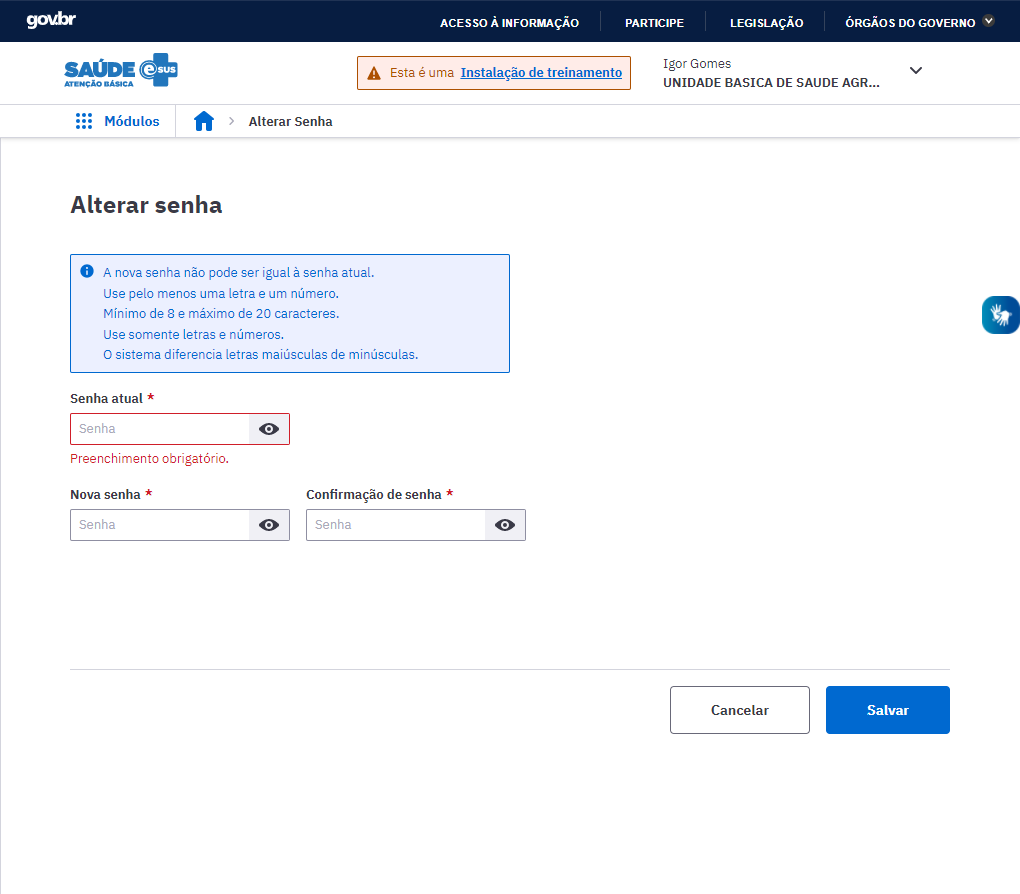 gov.br
ACESSO À INFORMAÇÃO
PARTICIPE
LEGISLAÇÃO
ÓRGÃOS DO GOVERNO
SAÚDE e SUS
ATENÇÃO BÁSICA
Esta é uma Instalação de treinamento
Igor Gomes
UNIDADE BASICA DE SAUDE AGR...
Módulos
Alterar Senha
Alterar senha
A nova senha não pode ser igual à senha atual.
Use pelo menos uma letra e um número.
Mínimo de 8 e máximo de 20 caracteres.
Use somente letras e números.
O sistema diferencia letras maiúsculas de minúsculas.
Senha atual *
Senha
Preenchimento obrigatório.
Nova senha *
Confirmação de senha *
Senha
Senha
Cancelar
Salvar